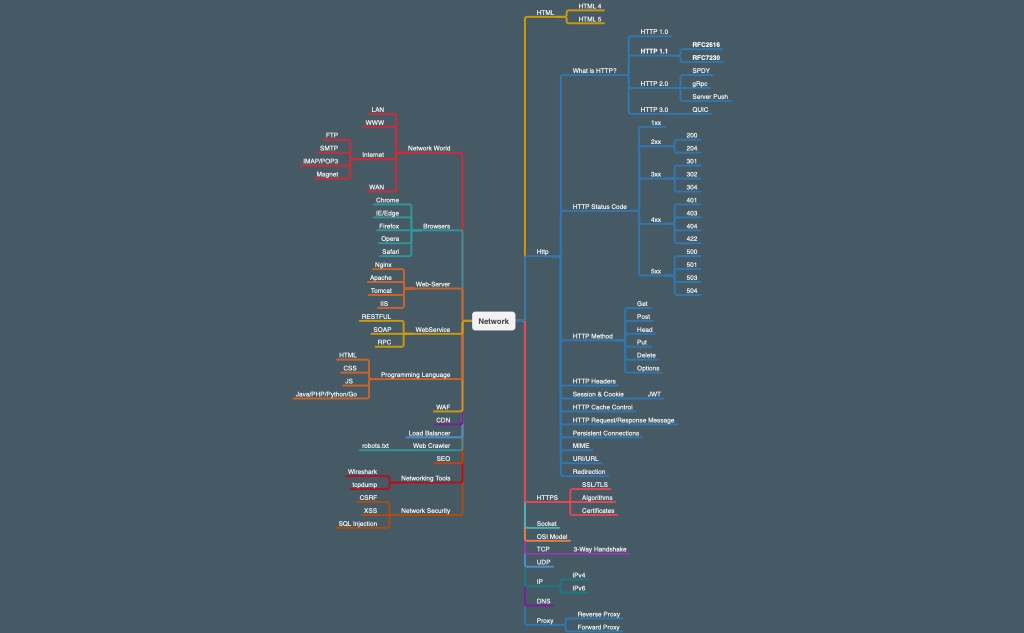 Network
HTML
HTML 4
HTML 5
Http
What is HTTP?
HTTP 1.0
HTTP 1.1
RFC2616
RFC7230
HTTP 2.0
SPDY
gRpc
Server Push
HTTP 3.0
QUIC
HTTP Status Code
1xx
2xx
200
204
3xx
301
302
304
4xx
401
403
404
422
5xx
500
501
503
504
HTTP Method
Get
Post
Head
Put
Delete
Options
HTTP Headers
Session & Cookie
JWT
HTTP Cache Control
HTTP Request/Response Message
Persistent Connections
MIME
URI/URL
Redirection
HTTPS
SSL/TLS
Algorithms
Certificates
Socket
OSI Model
TCP
3-Way Handshake
UDP
IP
IPv4
IPv6
DNS
Proxy
Reverse Proxy
Forward Proxy
Network World
LAN
WWW
Internet
FTP
SMTP
IMAP/POP3
Magnet
WAN
Browsers
Chrome
IE/Edge
Firefox
Opera
Safari
Web-Server
Nginx
Apache
Tomcat
IIS
WebService
RESTFUL
SOAP
RPC
Programming Language
HTML
CSS
JS
Java/PHP/Python/Go
WAF
CDN
Load Balancer
Web Crawler
robots.txt
SEO
Networking Tools
Wireshark
tcpdump
Network Security
CSRF
XSS
SQL Injection